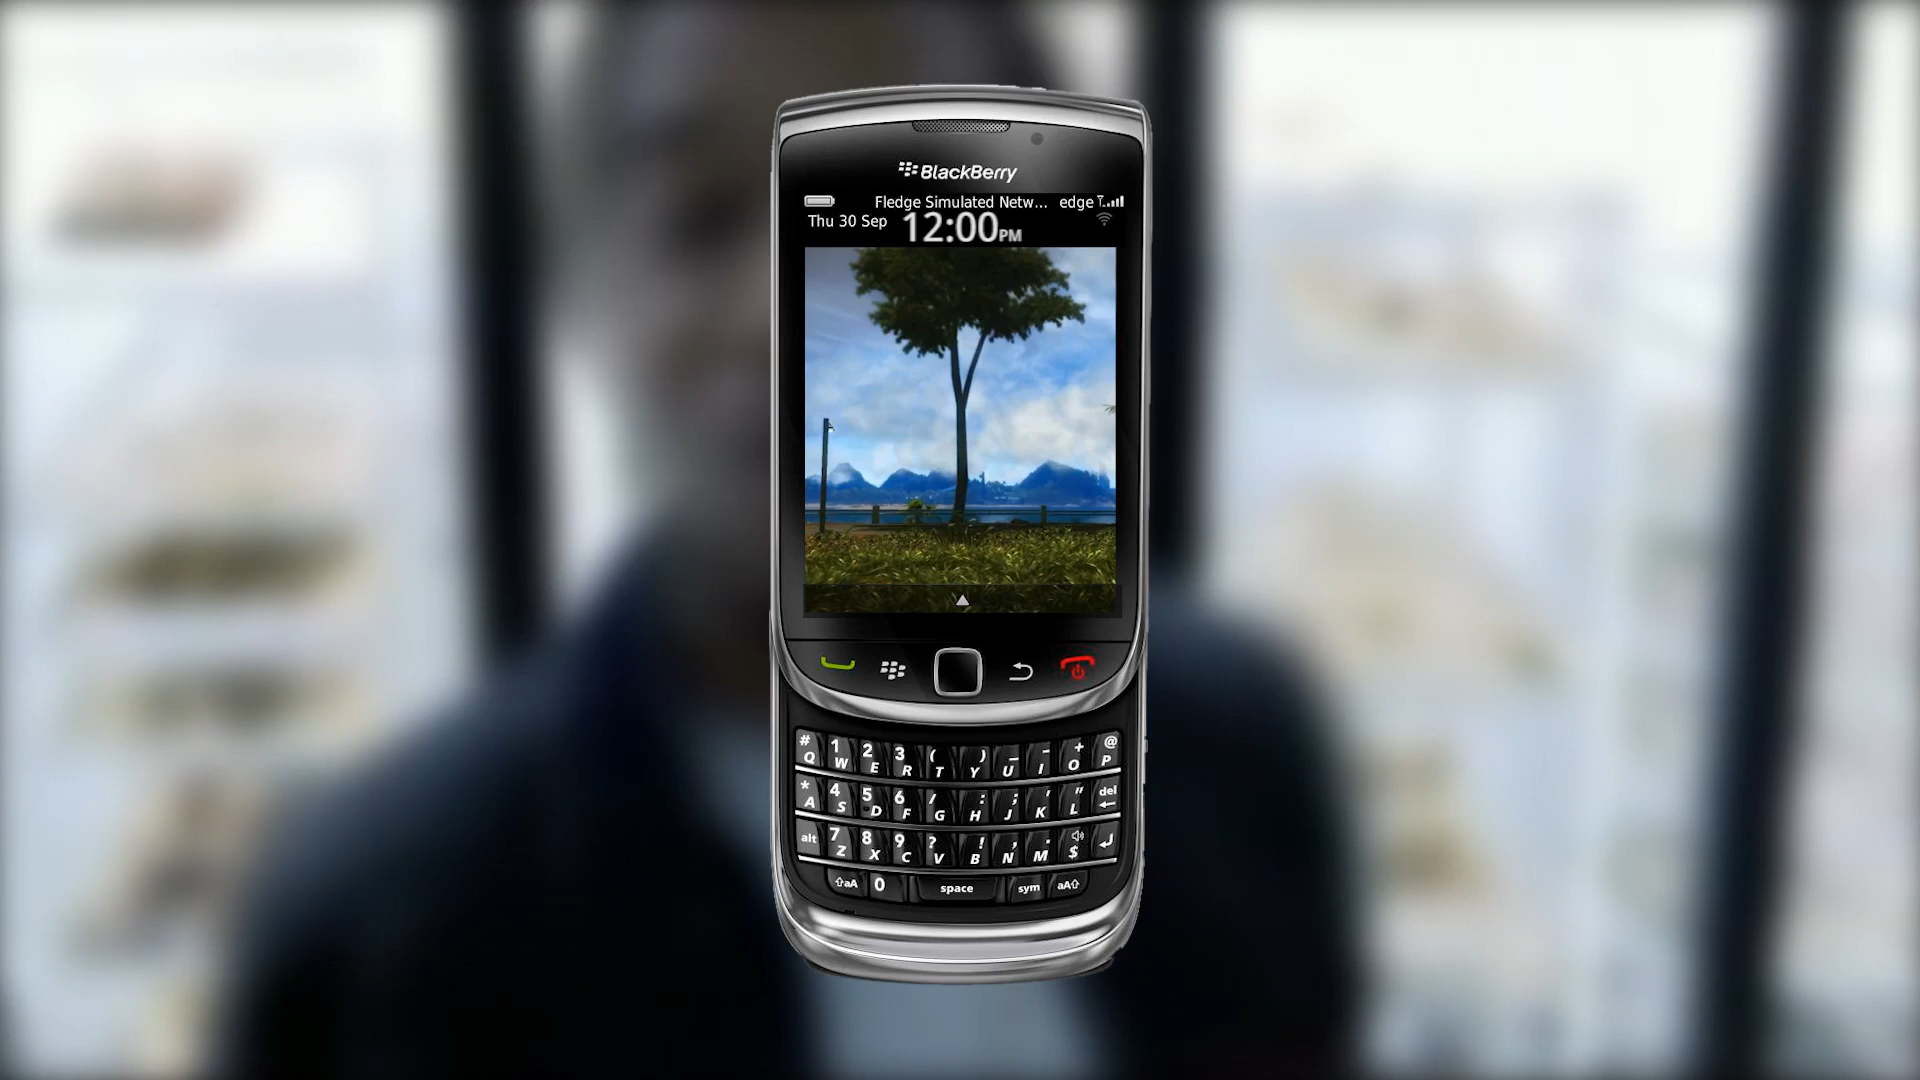 BlackBerry
Fledge Simulated Netw... edge
Thu 30 Sep 12:00PM
# 1 2 3 ( ) _ - + @
Q W E R T Y U I O P
* 4 5 6 / : ; ' " del
A S D F G H J K L
alt 7 8 9 ? ! , .
Z X C V B N M $
aA 0 space sym aA